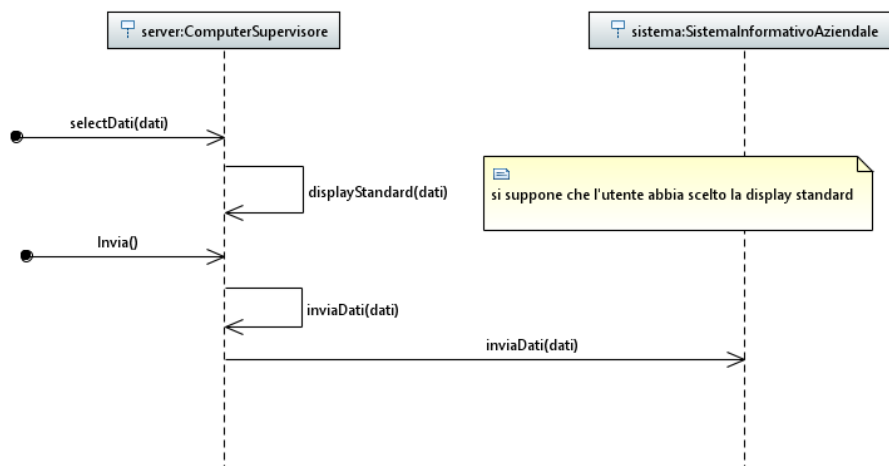 server:ComputerSupervisore
sistema:SistemaInformativoAziendale
selectDati(dati)
displayStandard(dati)
si suppone che l'utente abbia scelto la display standard
Invia()
inviaDati(dati)
inviaDati(dati)